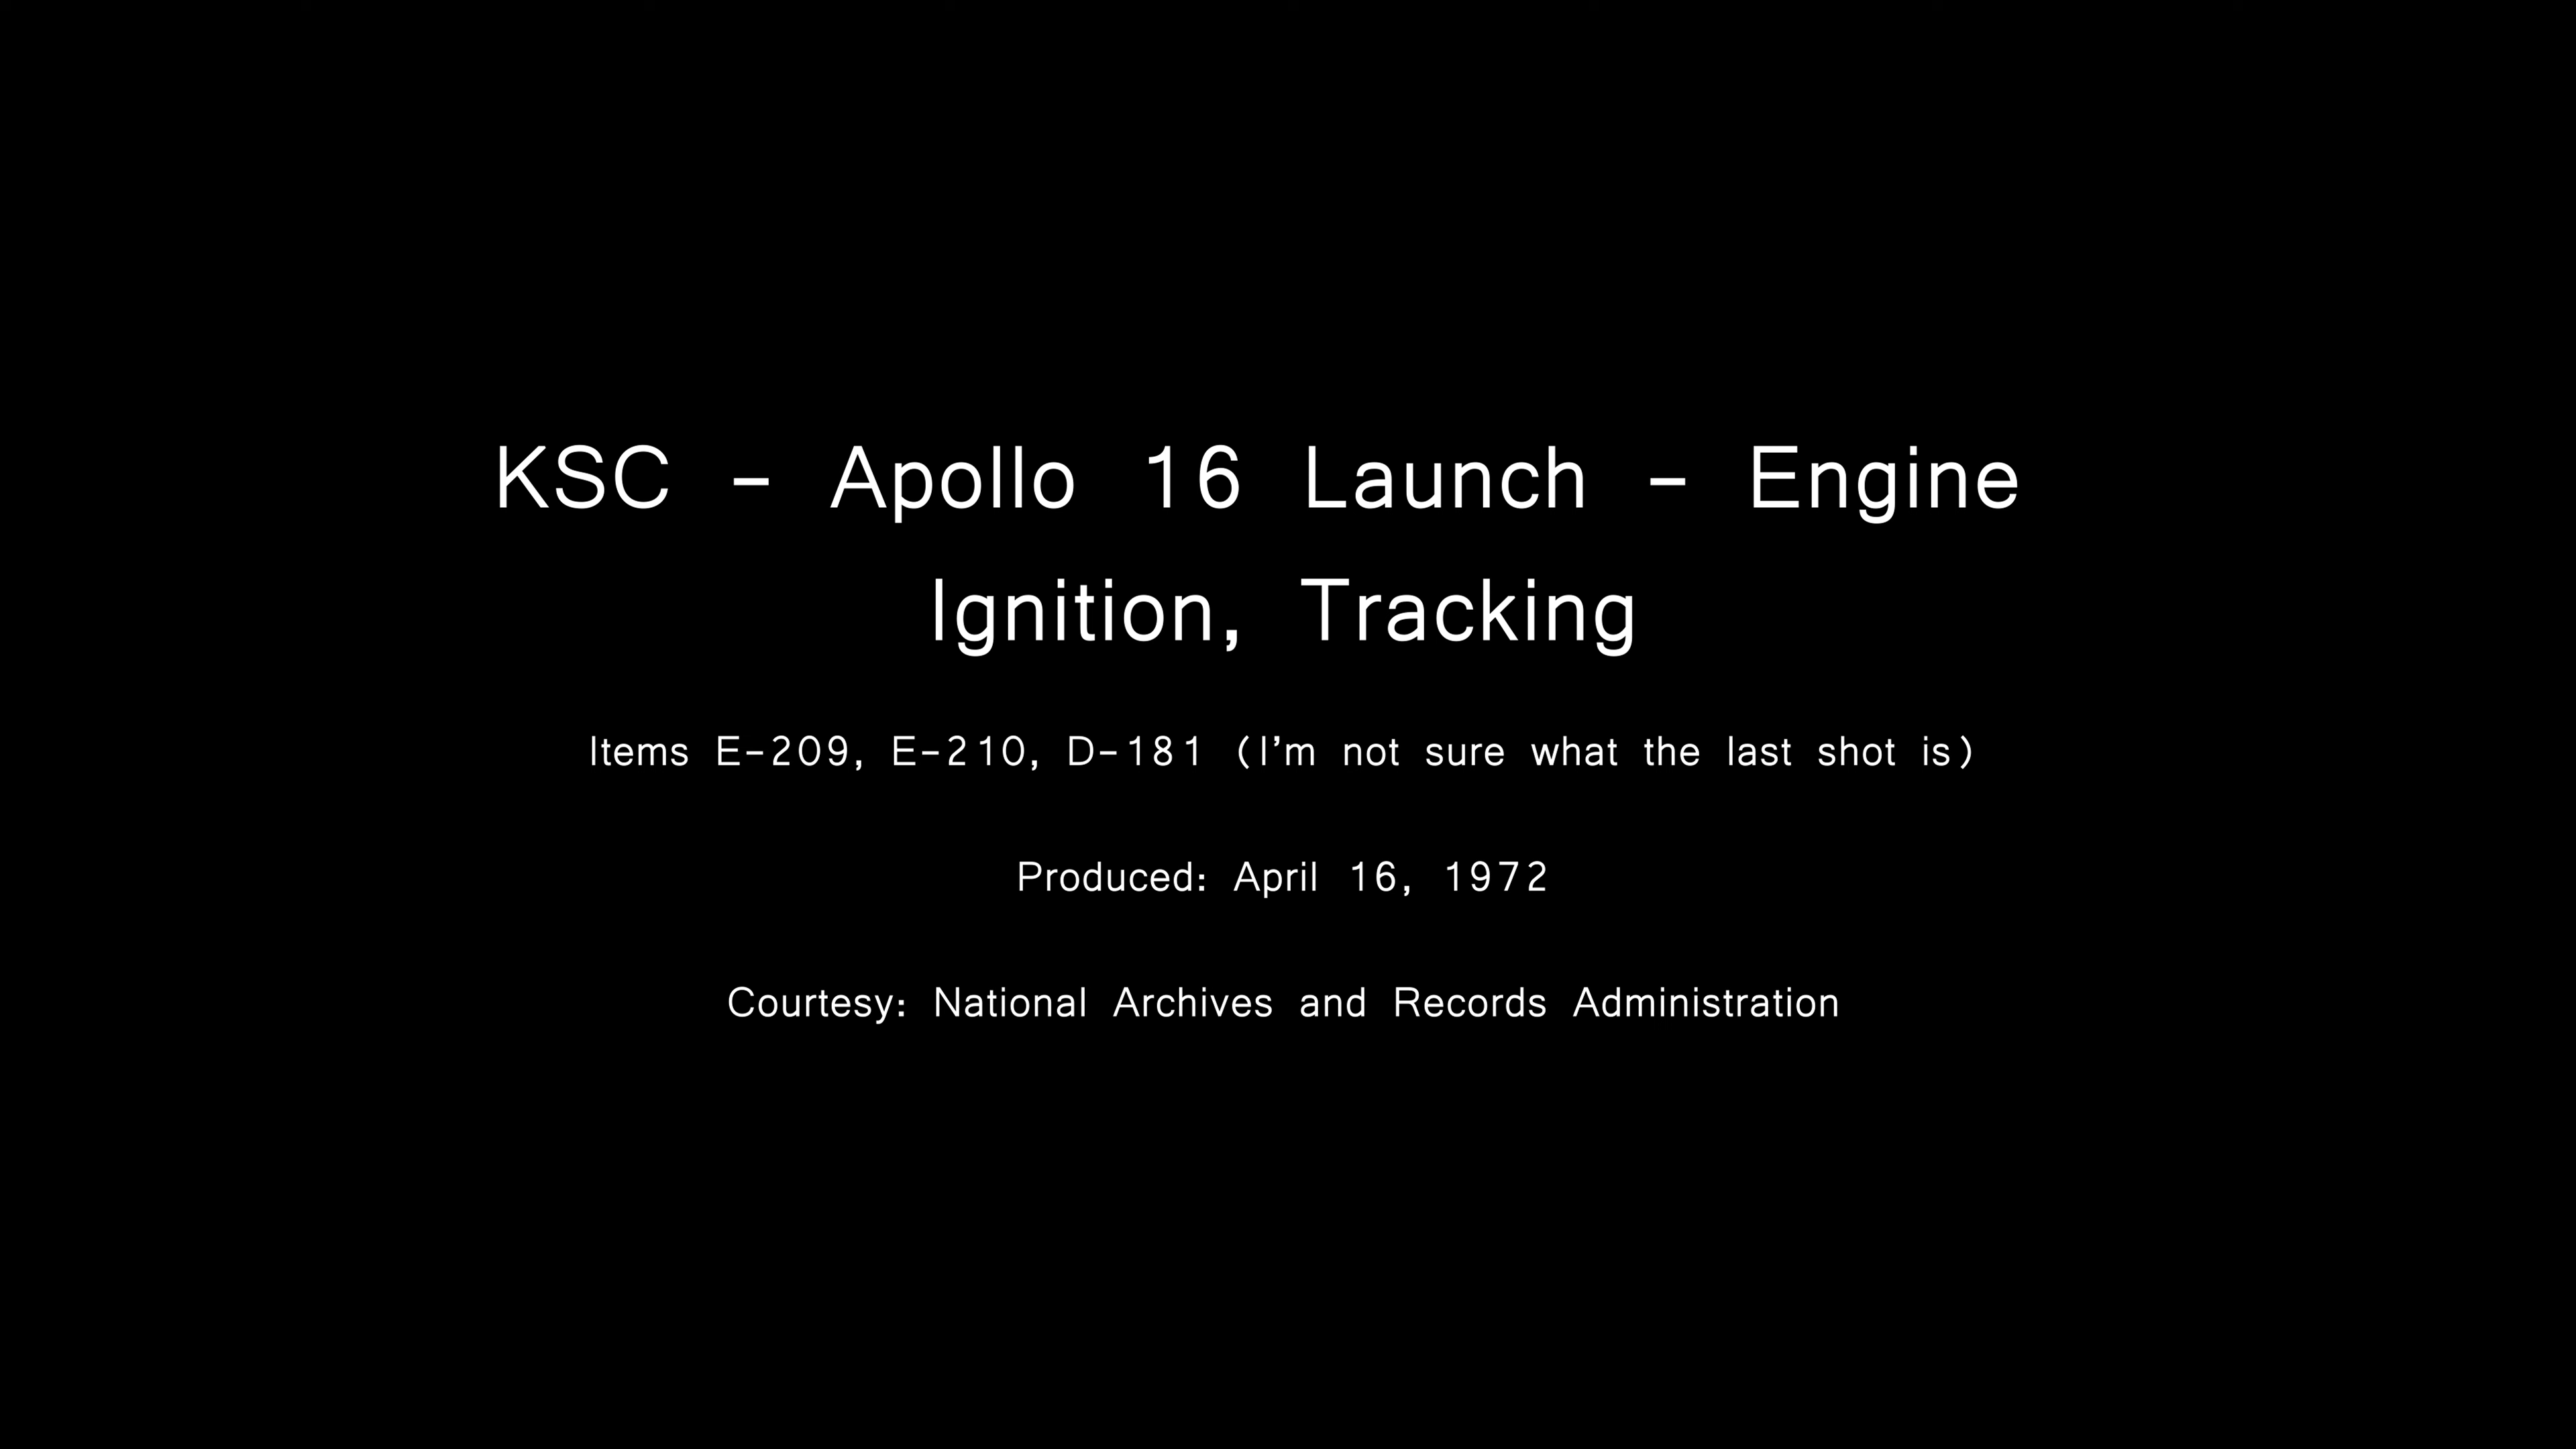 KSC - Apollo 16 Launch - Engine
Ignition, Tracking
Items E-209, E-210, D-181 (I'm not sure what the last shot is)
Produced: April 16, 1972
Courtesy: National Archives and Records Administration